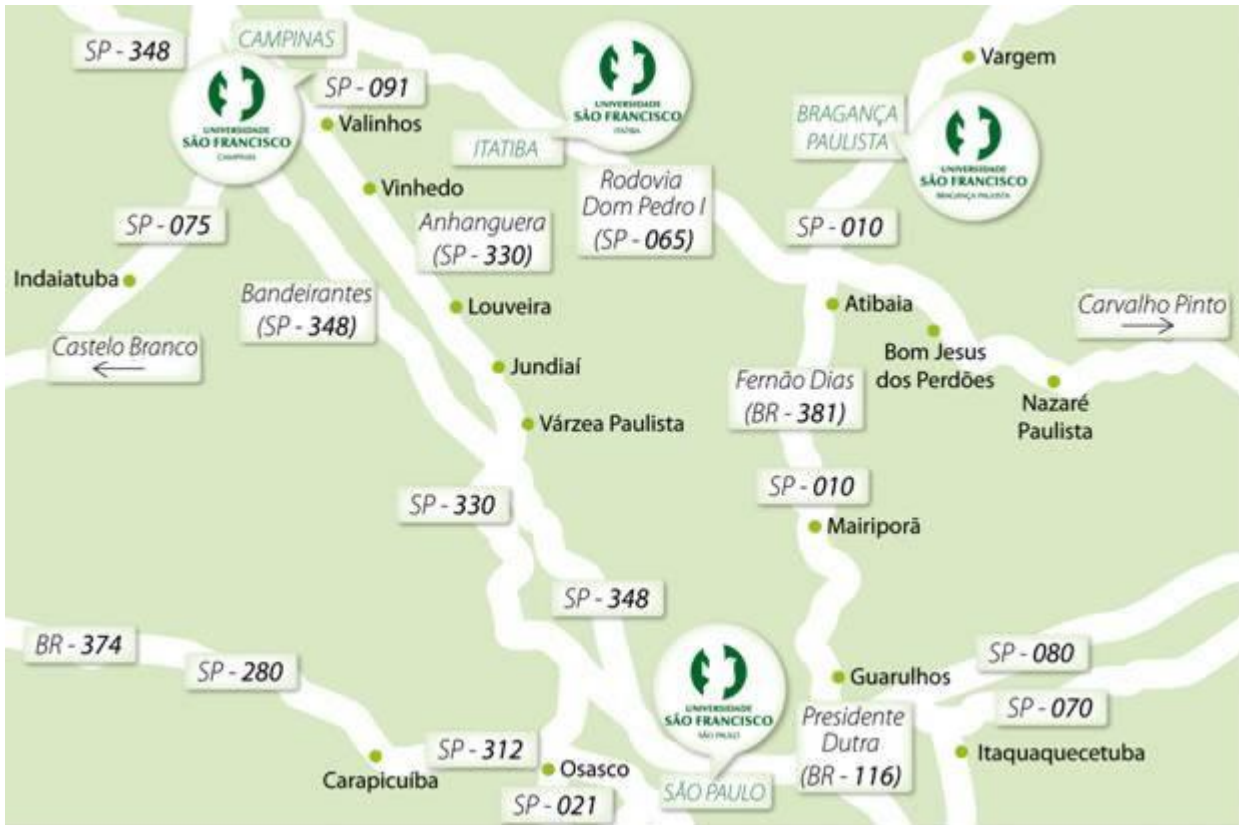 SP - 348
CAMPINAS
SP - 091
UNIVERSIDADE
SÃO FRANCISCO
CAMPINAS
Valinhos
Vinhedo
SP - 075
Indaiatuba
Castelo Branco
Bandeirantes
(SP - 348)
Anhanguera
(SP - 330)
Louveira
Jundiaí
Várzea Paulista
ITATIBA
UNIVERSIDADE
SÃO FRANCISCO
ITATIBA
Rodovia
Dom Pedro I
(SP - 065)
Vargem
BRAGANÇA
PAULISTA
UNIVERSIDADE
SÃO FRANCISCO
BRAGANÇA PAULISTA
SP - 010
Atibaia
Bom Jesus
dos Perdões
Carvalho Pinto
Nazaré
Paulista
Fernão Dias
(BR - 381)
SP - 010
Mairiporã
SP - 330
SP - 348
BR - 374
SP - 280
Carapicuíba
SP - 312
Osasco
SP - 021
UNIVERSIDADE
SÃO FRANCISCO
SÃO PAULO
SÃO PAULO
Guarulhos
Presidente
Dutra
(BR - 116)
SP - 080
SP - 070
Itaquaquecetuba